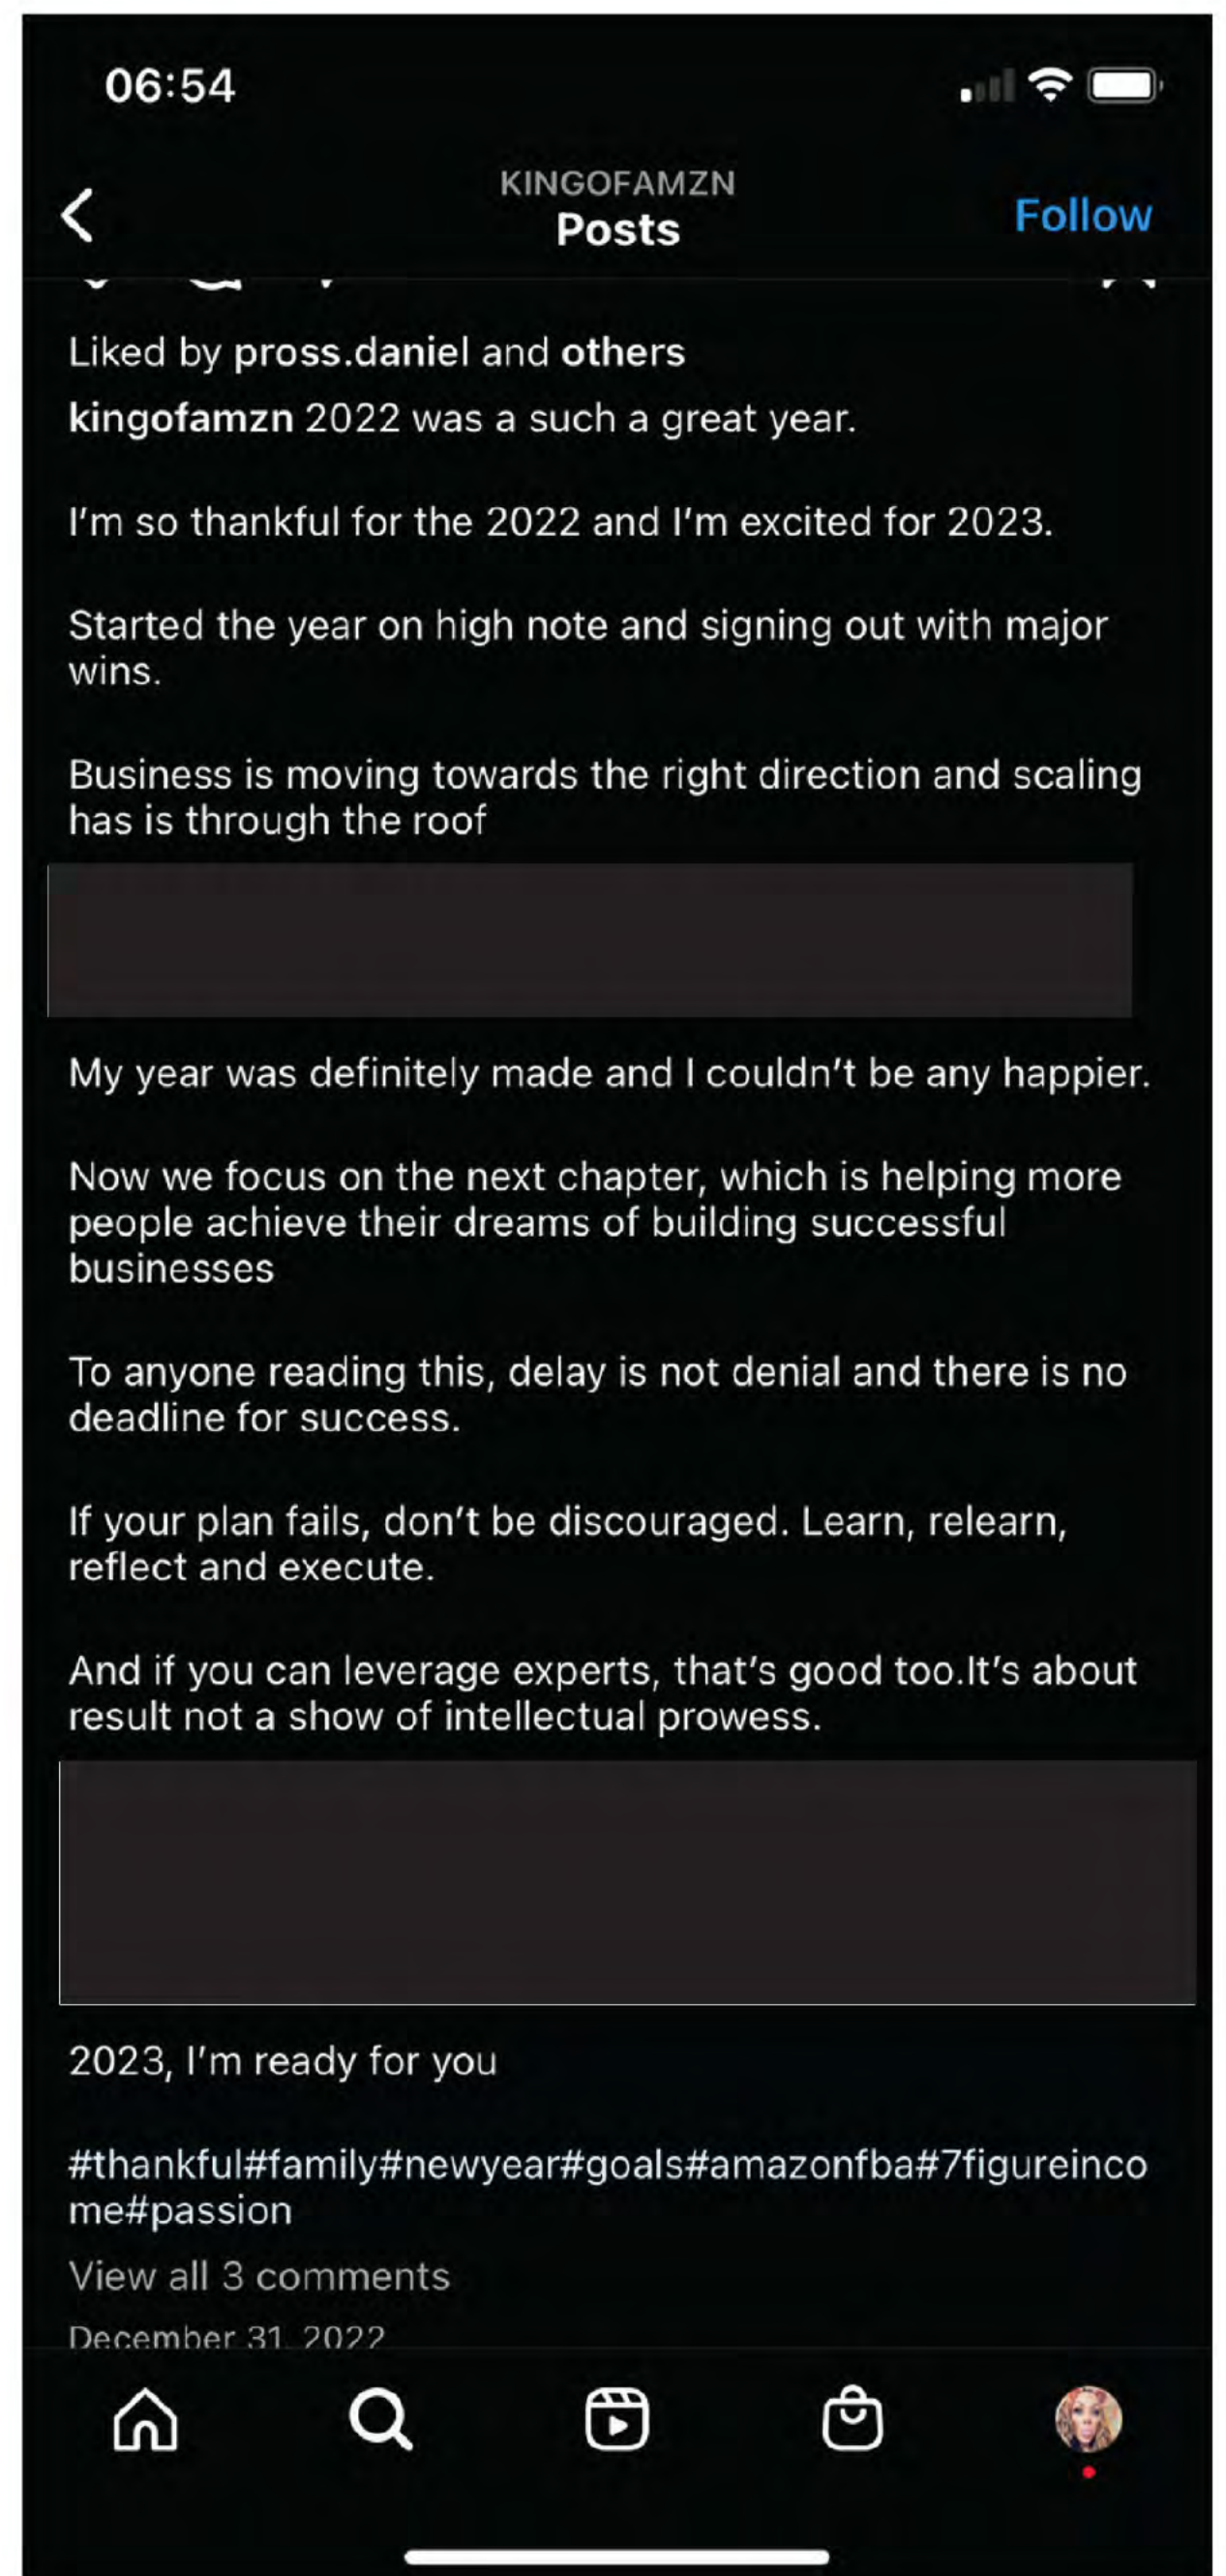 06:54
KINGOFAMZN
Posts
Follow
Liked by pross.daniel and others
kingofamzn 2022 was a such a great year.
I'm so thankful for the 2022 and I'm excited for 2023.
Started the year on high note and signing out with major
wins.
Business is moving towards the right direction and scaling
has is through the roof
My year was definitely made and I couldn't be any happier.
Now we focus on the next chapter, which is helping more
people achieve their dreams of building successful
businesses
To anyone reading this, delay is not denial and there is no
deadline for success.
If your plan fails, don't be discouraged. Learn, relearn,
reflect and execute.
And if you can leverage experts, that's good too.It's about
result not a show of intellectual prowess.
2023, I'm ready for you
#thankful#family#newyear#goals#amazonfba#7figureinco
me#passion
View all 3 comments
December 31, 2022